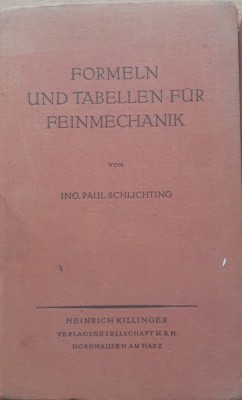 FORMELN
UND TABELLEN FÜR
FEINMECHANIK
VON
ING. PAUL SCHLICHTING
HEINRICH KILLINGER
VERLAGSGESELLSCHAFT M. B. H.
NORDHAUSEN AM HARZ